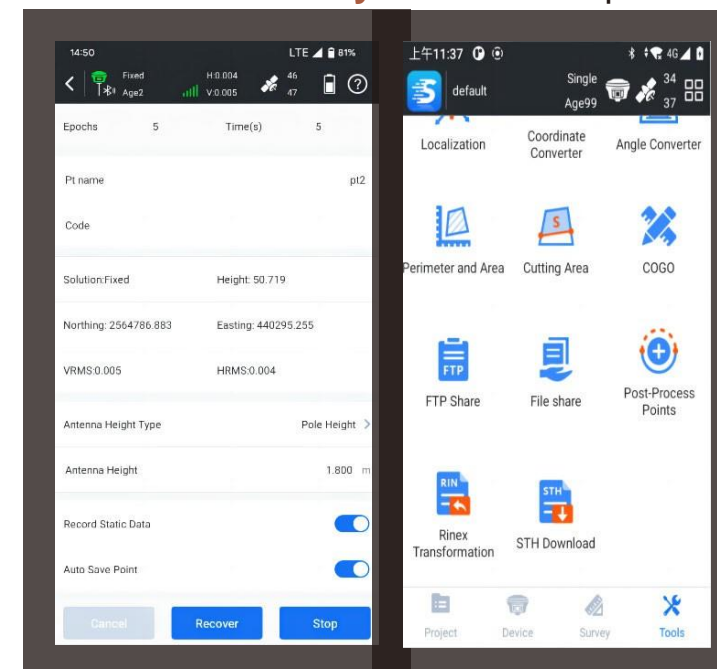 14:50
LTE 81%
Fixed
Age2
H:0.004
V:0.005
46
47
Epochs 5 Time(s) 5
Pt name pt2
Code
Solution:Fixed Height: 50.719
Northing: 2564786.883 Easting: 440295.255
VRMS:0.005 HRMS:0.004
Antenna Height Type Pole Height >
Antenna Height 1.800 m
Record Static Data
Auto Save Point
Cancel Recover Stop
上午11:37 4G
default
Single
Age99
34
37
Localization
Coordinate
Converter
Angle Converter
S
Perimeter and Area Cutting Area COGO
FTP
FTP Share File share Post-Process
Points
RIN
STH
Rinex
Transformation
STH Download
Project Device Survey Tools